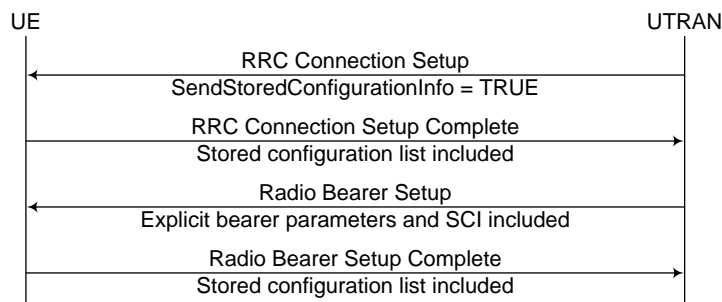 UE
UTRAN
RRC Connection Setup
SendStoredConfigurationInfo = TRUE
RRC Connection Setup Complete
Stored configuration list included
Radio Bearer Setup
Explicit bearer parameters and SCI included
Radio Bearer Setup Complete
Stored configuration list included